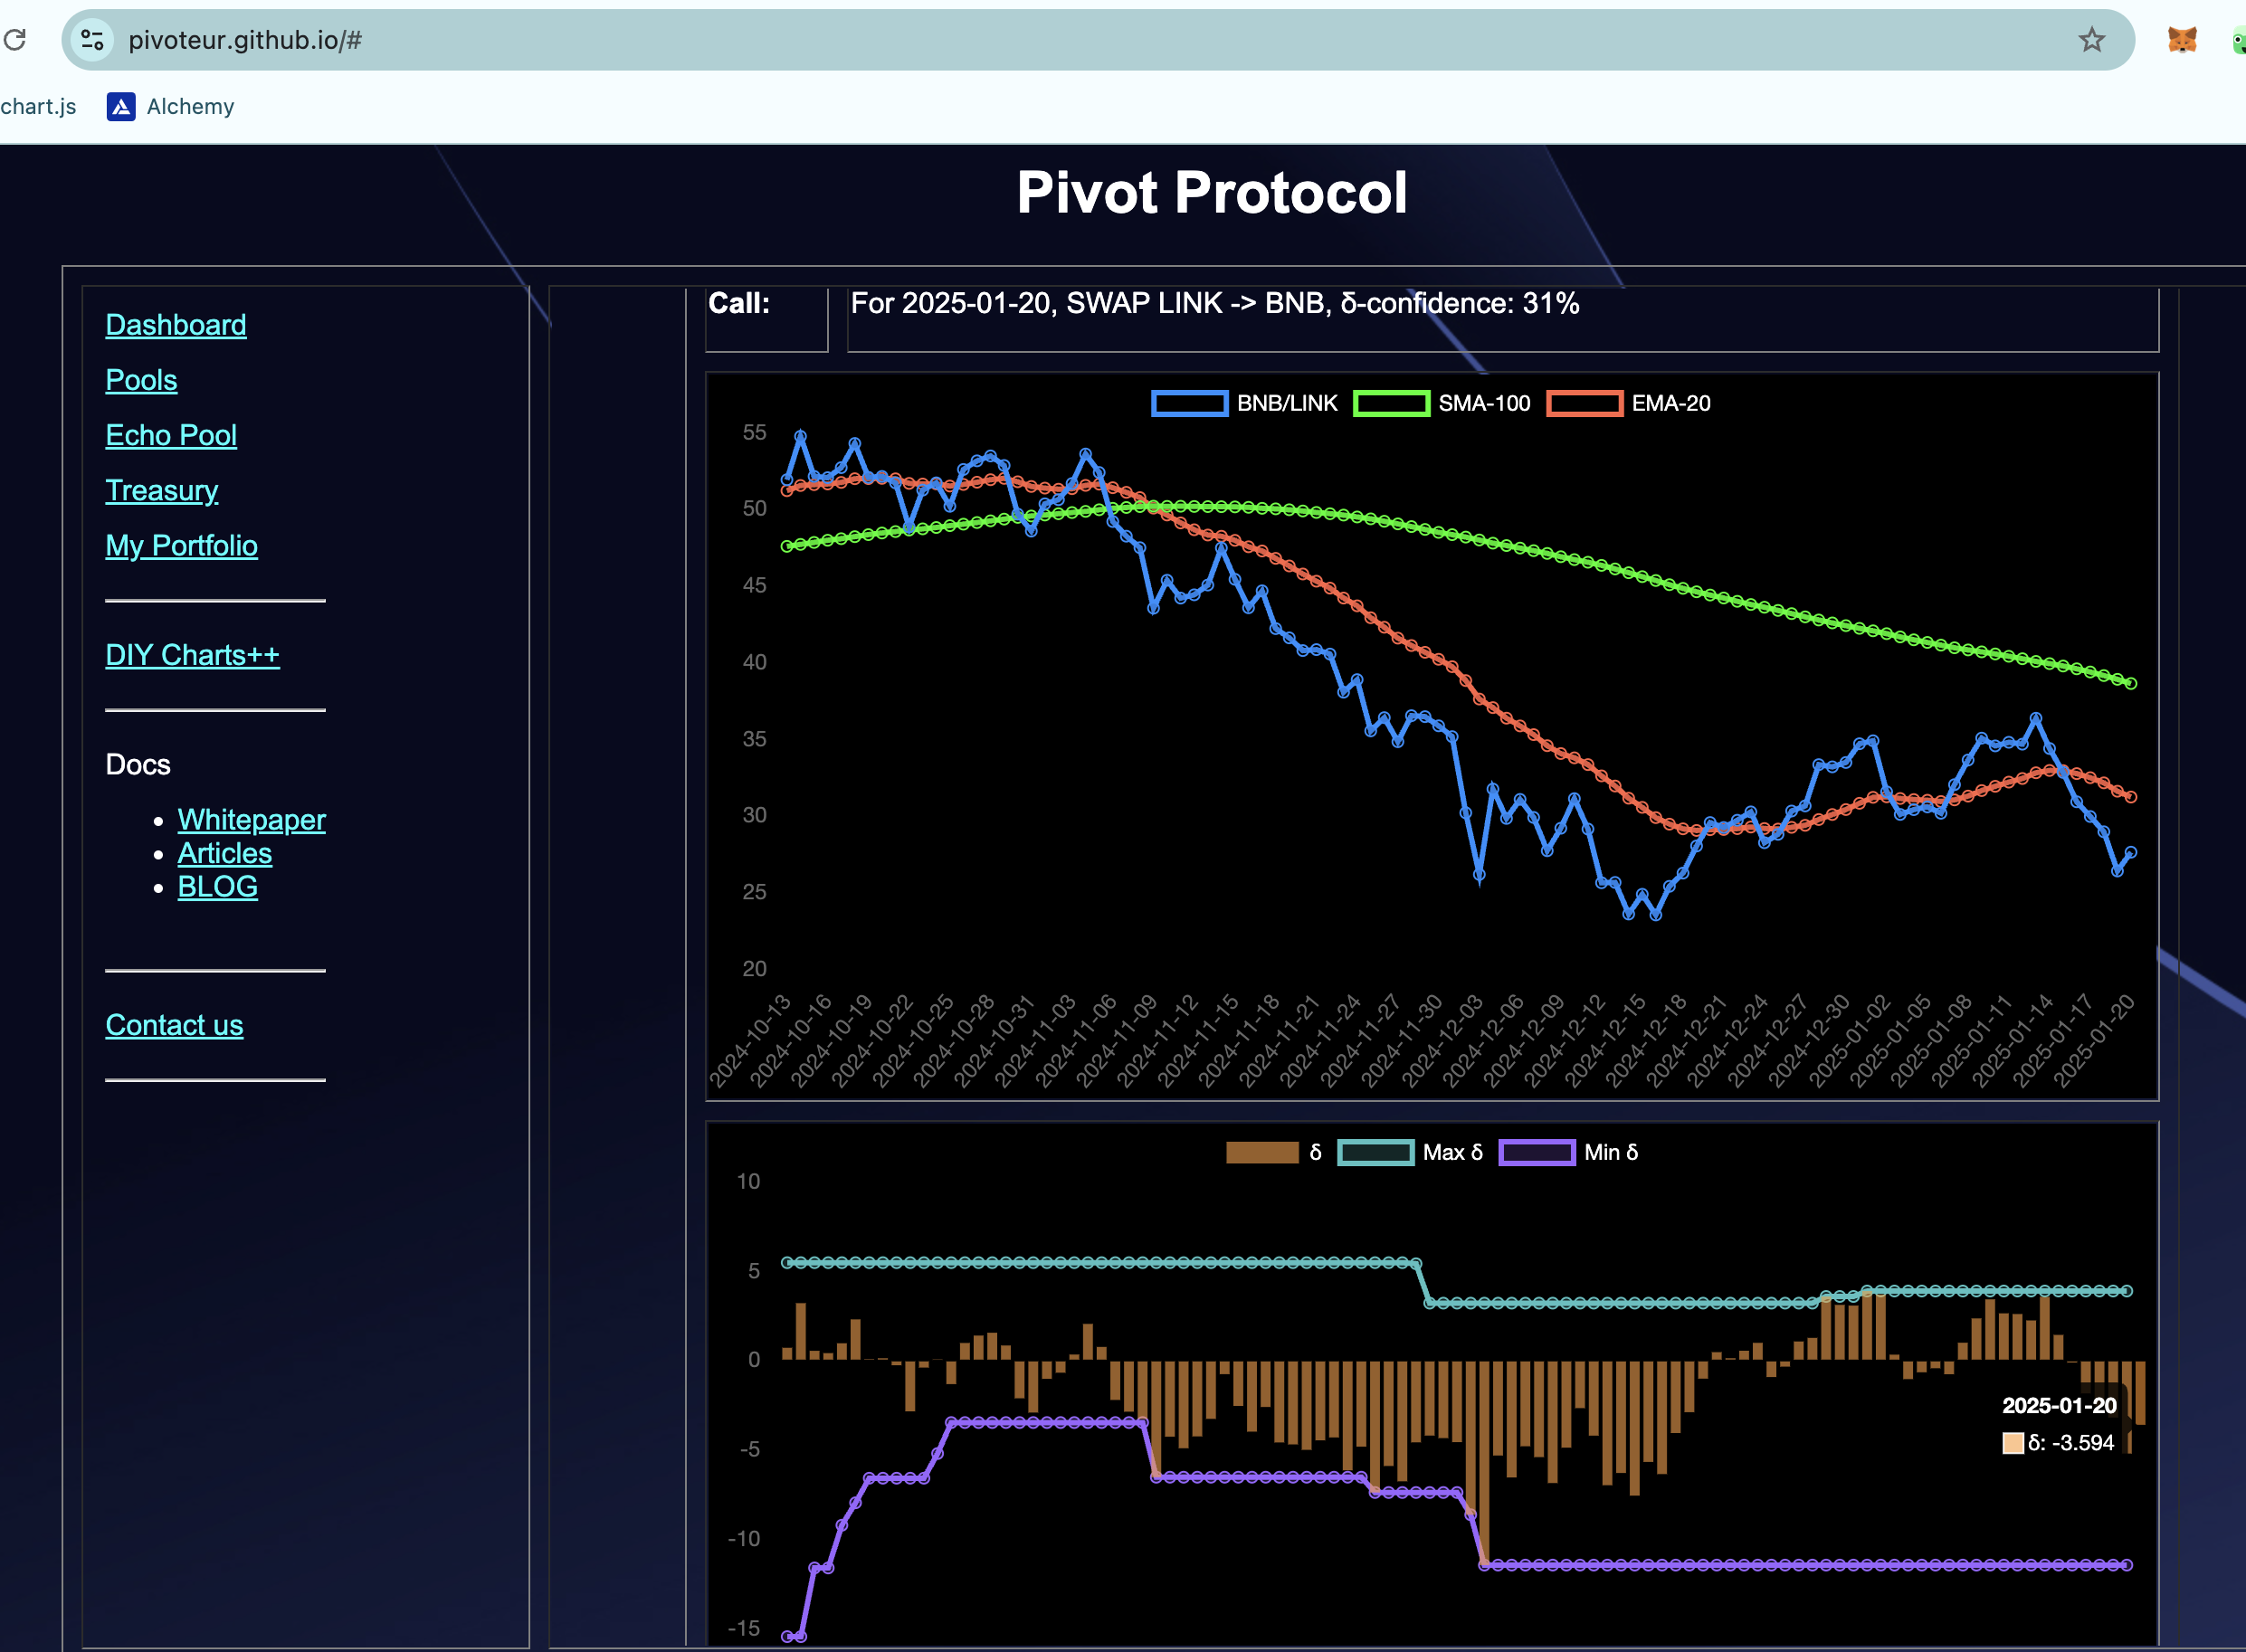 pivoteur.github.io/#
chart.js
Alchemy
Pivot Protocol
Dashboard
Pools
Echo Pool
Treasury
My Portfolio
DIY Charts++
Docs
Whitepaper
Articles
BLOG
Contact us
Call:
For 2025-01-20, SWAP LINK -> BNB, δ-confidence: 31%
BNB/LINK
SMA-100
EMA-20
55
50
45
40
35
30
25
20
2024-10-13
2024-10-16
2024-10-19
2024-10-22
2024-10-25
2024-10-28
2024-10-31
2024-11-03
2024-11-06
2024-11-09
2024-11-12
2024-11-15
2024-11-18
2024-11-21
2024-11-24
2024-11-27
2024-11-30
2024-12-03
2024-12-06
2024-12-09
2024-12-12
2024-12-15
2024-12-18
2024-12-21
2024-12-24
2024-12-27
2024-12-30
2025-01-02
2025-01-05
2025-01-08
2025-01-11
2025-01-14
2025-01-17
2025-01-20
δ
Max δ
Min δ
10
5
0
-5
-10
-15
2025-01-20
δ: -3.594